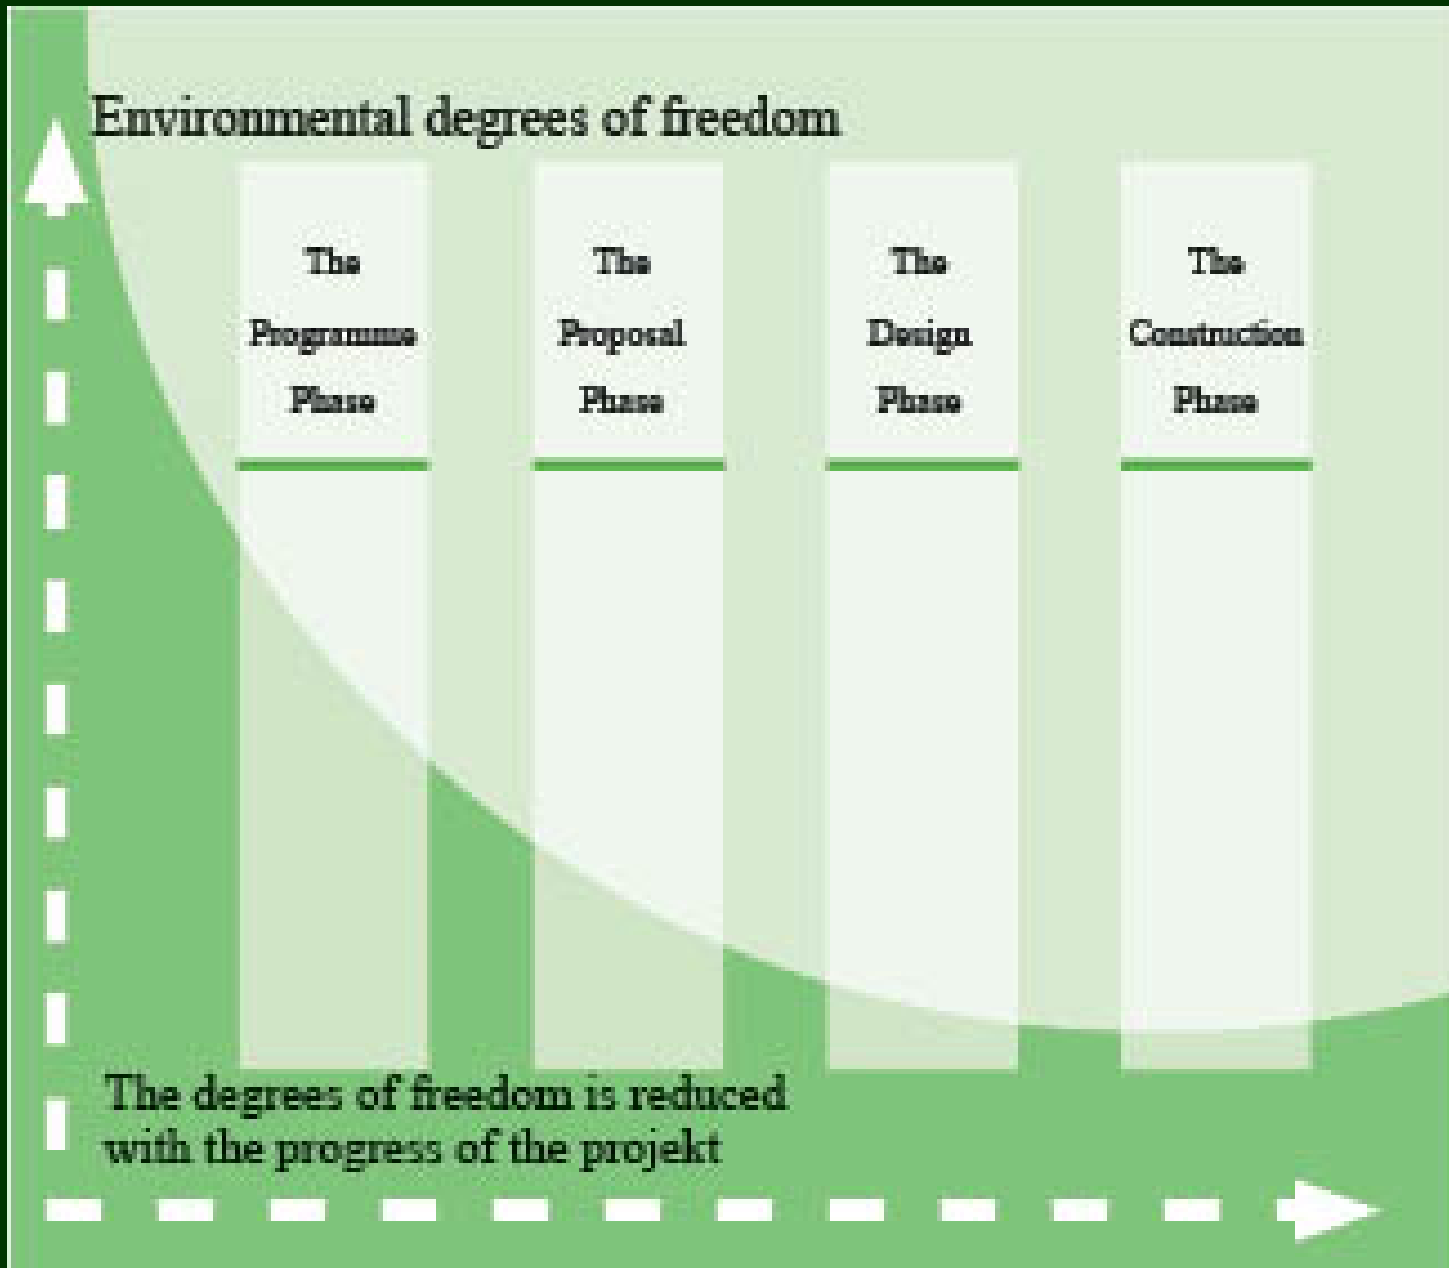 Environmental degrees of freedom
The
Programme
Phase
The
Proposal
Phase
The
Design
Phase
The
Construction
Phase
The degrees of freedom is reduced
with the progress of the projekt